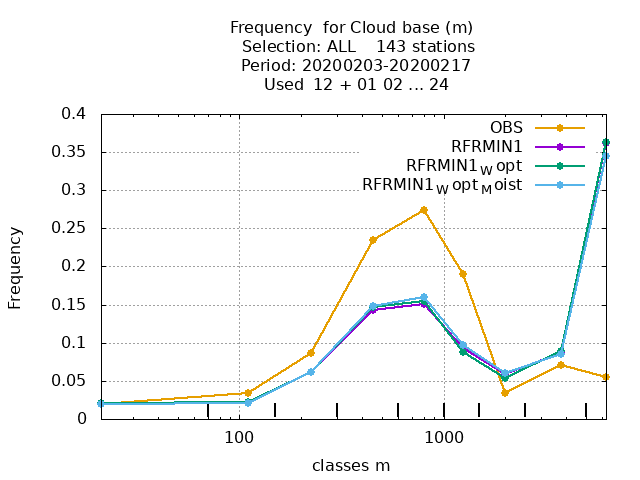 Frequency  for Cloud base (m)
Selection: ALL    143 stations
Period: 20200203-20200217
Used  12 + 01 02 ... 24
OBS
RFRMIN1
RFRMIN1Wopt
RFRMIN1WoptMoist
0.4
0.35
0.3
0.25
0.2
0.15
0.1
0.05
0
Frequency
100
1000
classes m